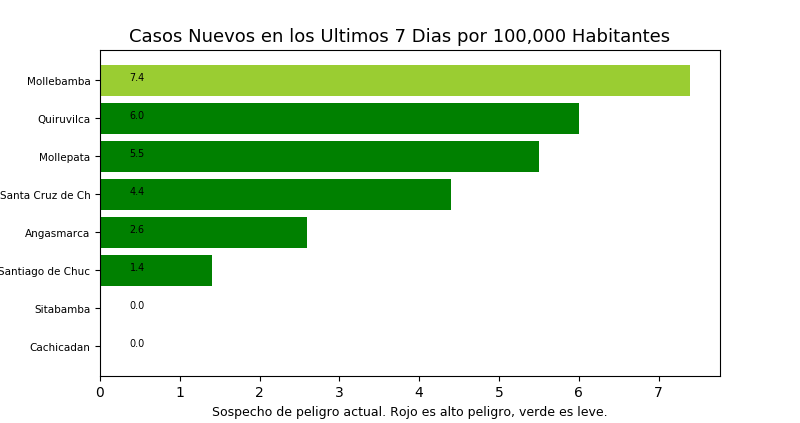 Casos Nuevos en los Ultimos 7 Dias por 100,000 Habitantes
Mollebamba 7.4
Quiruvilca 6.0
Mollepata 5.5
Santa Cruz de Ch 4.4
Angasmarca 2.6
Santiago de Chuc 1.4
Sitabamba 0.0
Cachicadan 0.0
0 1 2 3 4 5 6 7
Sospecho de peligro actual. Rojo es alto peligro, verde es leve.